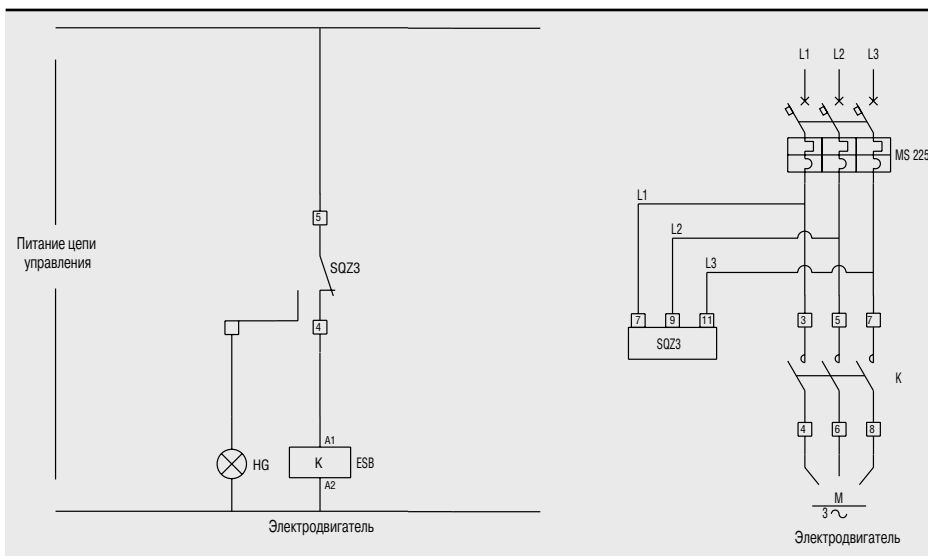 L1 L2 L3
MS 225
L1
L2
L3
5
Питание цепи
управления
SQZ3
4
7 9 11
SQZ3
3 5 7
K
4 6 8
A1
K ESB
A2
HG
M
3
Электродвигатель
Электродвигатель